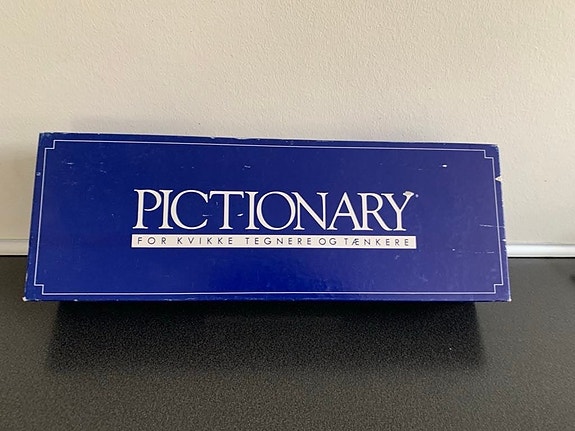 PICTIONARY
FOR KVIKKE TEGNERE OG TÆNKERE